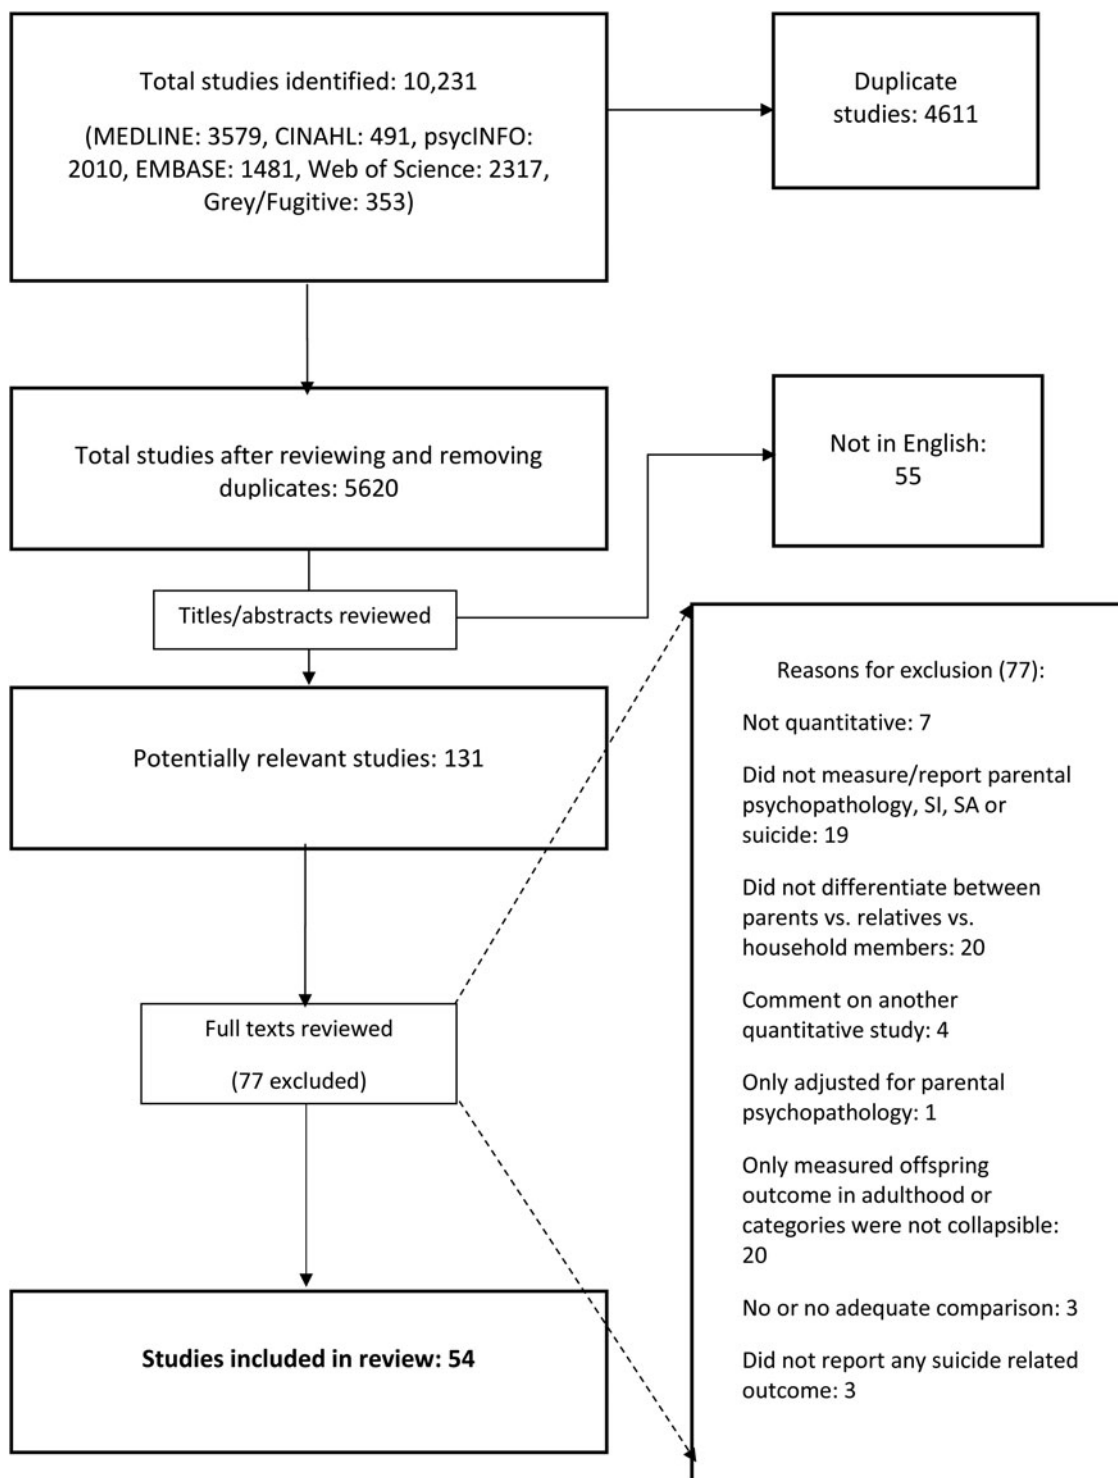 Total studies identified: 10,231
(MEDLINE: 3579, CINAHL: 491, psycINFO:
2010, EMBASE: 1481, Web of Science: 2317,
Grey/Fugitive: 353)
Duplicate
studies: 4611
Total studies after reviewing and removing
duplicates: 5620
Not in English:
55
Titles/abstracts reviewed
Potentially relevant studies: 131
Full texts reviewed
(77 excluded)
Reasons for exclusion (77):
Not quantitative: 7
Did not measure/report parental
psychopathology, SI, SA or
suicide: 19
Did not differentiate between
parents vs. relatives vs.
household members: 20
Comment on another
quantitative study: 4
Only adjusted for parental
psychopathology: 1
Only measured offspring
outcome in adulthood or
categories were not collapsible:
20
No or no adequate comparison: 3
Did not report any suicide related
outcome: 3
Studies included in review: 54